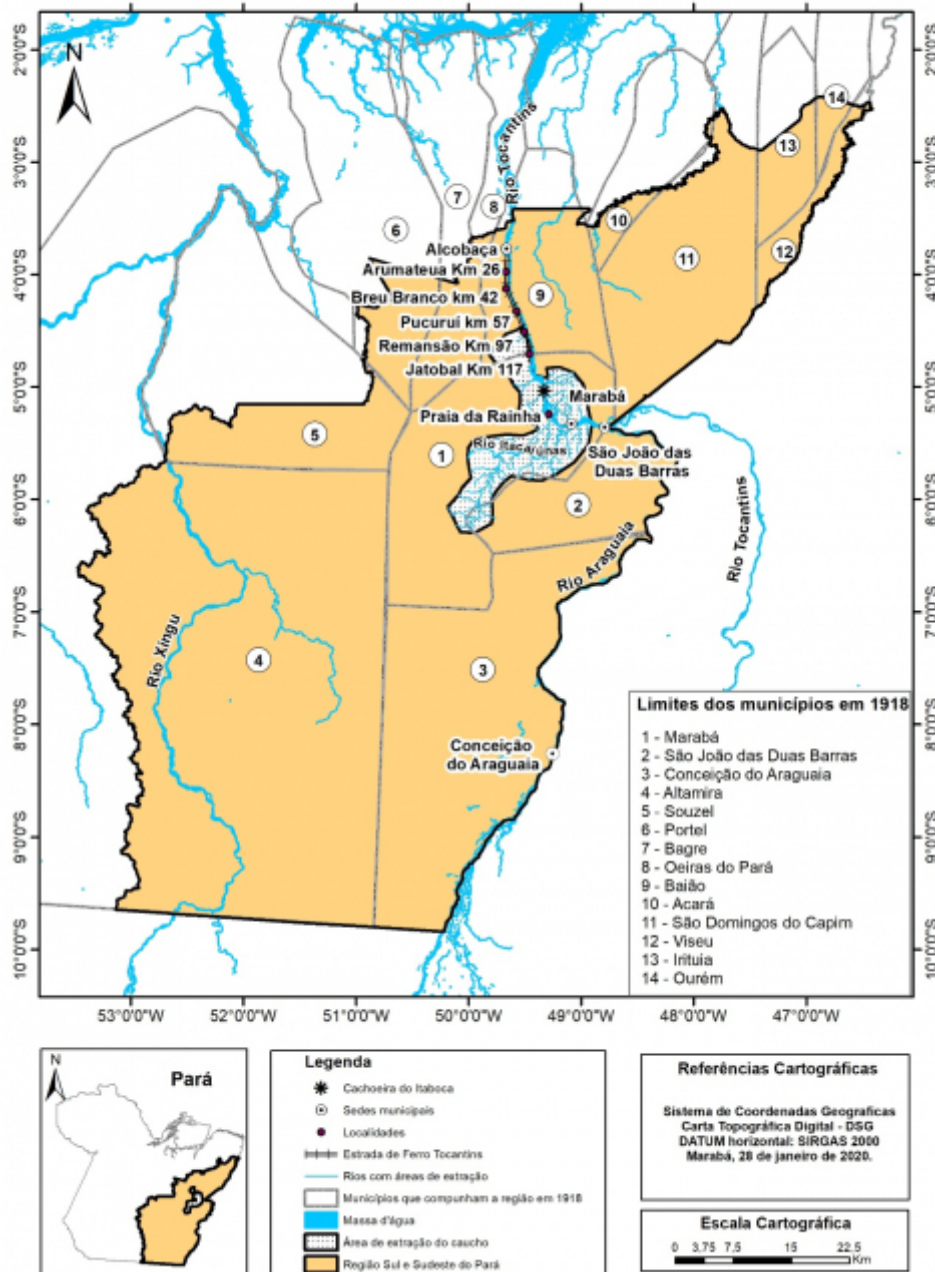 2°0'0"S
3°0'0"S
4°0'0"S
5°0'0"S
6°0'0"S
7°0'0"S
8°0'0"S
9°0'0"S
10°0'0"S
N
14
13
12
11
10
9
8
7
6
5
4
3
2
1
Rio Tocantins
Alcobaça
Arumateua Km 26
Breu Branco km 42
Pucuruí km 57
Remansão Km 97
Jatobal Km 117
Marabá
Praia da Rainha
Rio Itacaiúnas
São João das
Duas Barras
Rio Araguaia
Rio Tocantins
Rio Xingu
Conceição
do Araguaia
Limites dos municípios em 1918
1 - Marabá
2 - São João das Duas Barras
3 - Conceição do Araguaia
4 - Altamira
5 - Souzel
6 - Portel
7 - Bagre
8 - Oeiras do Pará
9 - Baião
10 - Acará
11 - São Domingos do Capim
12 - Viseu
13 - Irituia
14 - Ourém
2°0'0"S
3°0'0"S
4°0'0"S
5°0'0"S
6°0'0"S
7°0'0"S
8°0'0"S
9°0'0"S
10°0'0"S
53°0'0"W 52°0'0"W 51°0'0"W 50°0'0"W 49°0'0"W 48°0'0"W 47°0'0"W
N
Pará
Legenda
Cachoeira do Itaboca
Sedes municipais
Localidades
Estrada de Ferro Tocantins
Rios com áreas de extração
Municípios que compunham a região em 1918
Massa d'água
Área de extração do caucho
Região Sul e Sudeste do Pará
Referências Cartográficas
Sistema de Coordenadas Geograficas
Carta Topográfica Digital - DSG
DATUM horizontal: SIRGAS 2000
Marabá, 28 de janeiro de 2020.
Escala Cartográfica
0 3,75 7,5 15 22,5
Km